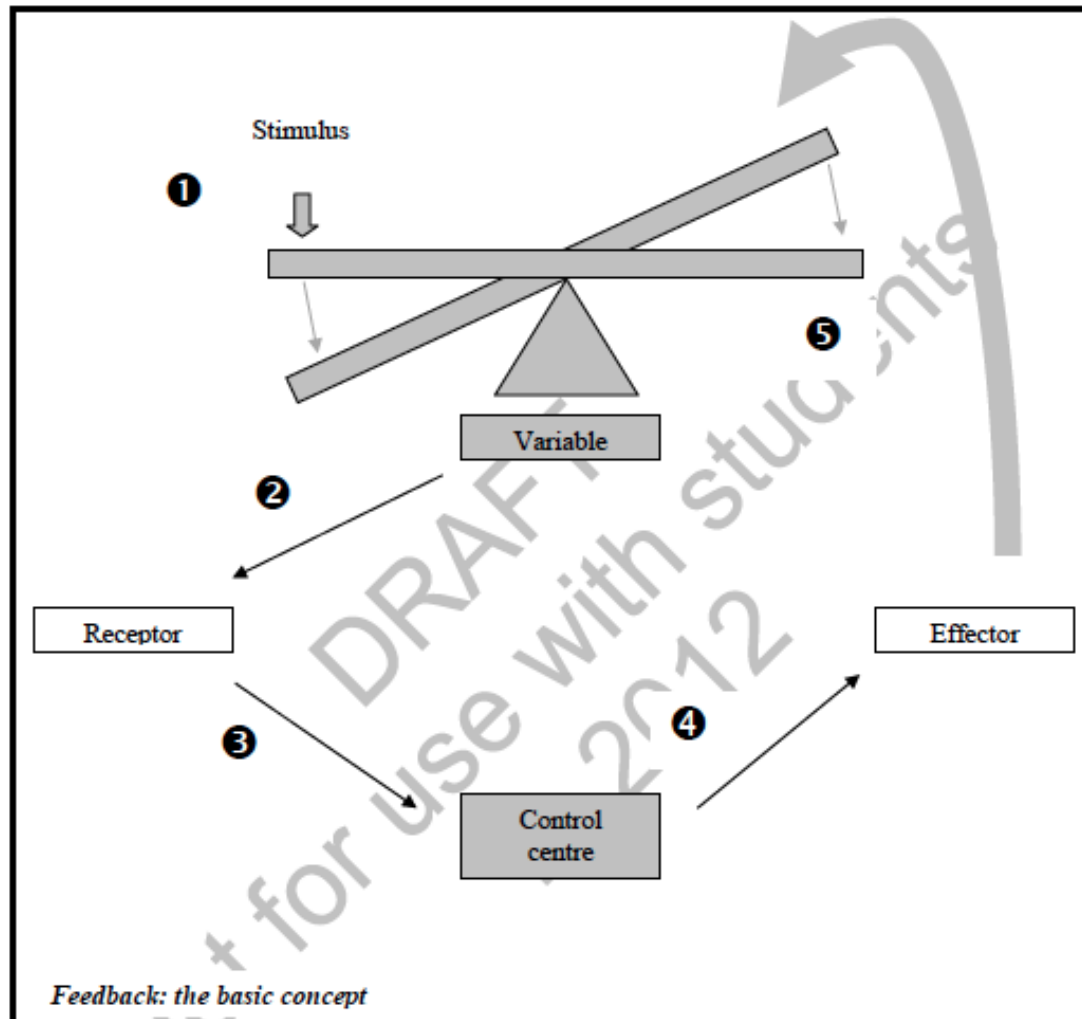 Stimulus
❶
❺
Variable
❷
Receptor
Effector
❸
❹
Control
centre
DRAFT
for use with students
2012
Feedback: the basic concept